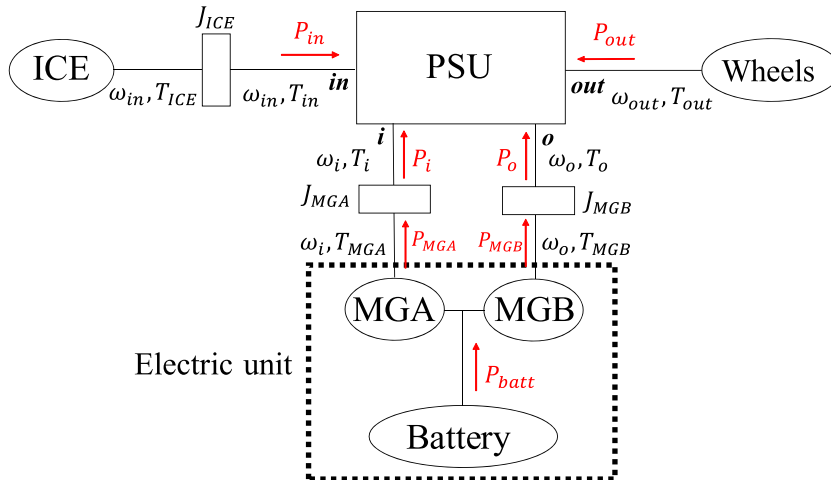 J_ICE
P_in
P_out
ICE
PSU
Wheels
in
out
ω_in, T_ICE
ω_in, T_in
ω_out, T_out
i
o
ω_i, T_i
P_i
P_o
ω_o, T_o
J_MGA
J_MGB
ω_i, T_MGA
P_MGA
P_MGB
ω_o, T_MGB
MGA
MGB
Electric unit
P_batt
Battery